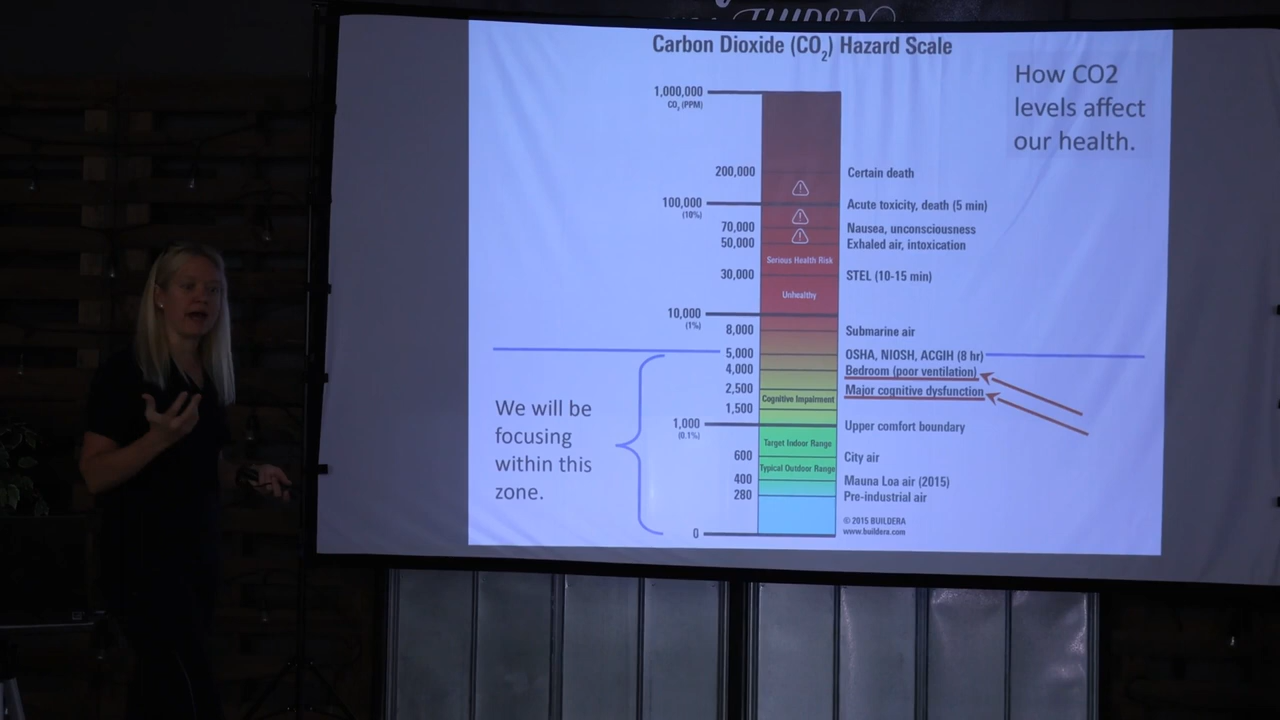 THIRSTY
Carbon Dioxide (CO2) Hazard Scale
How CO2
levels affect
our health.
1,000,000
CO2 (PPM)
200,000 Certain death
100,000 Acute toxicity, death (5 min)
(10%)
70,000 Nausea, unconsciousness
50,000 Exhaled air, intoxication
Serious Health Risk
30,000 STEL (10-15 min)
Unhealthy
10,000
(1%)
8,000 Submarine air
5,000 OSHA, NIOSH, ACGIH (8 hr)
4,000 Bedroom (poor ventilation)
2,500 Major cognitive dysfunction
Cognitive Impairment
1,500
1,000 Upper comfort boundary
(0.1%)
Target Indoor Range
600 City air
Typical Outdoor Range
400 Mauna Loa air (2015)
280 Pre-industrial air
0
© 2015 BUILDERA
www.buildera.com
We will be
focusing
within this
zone.